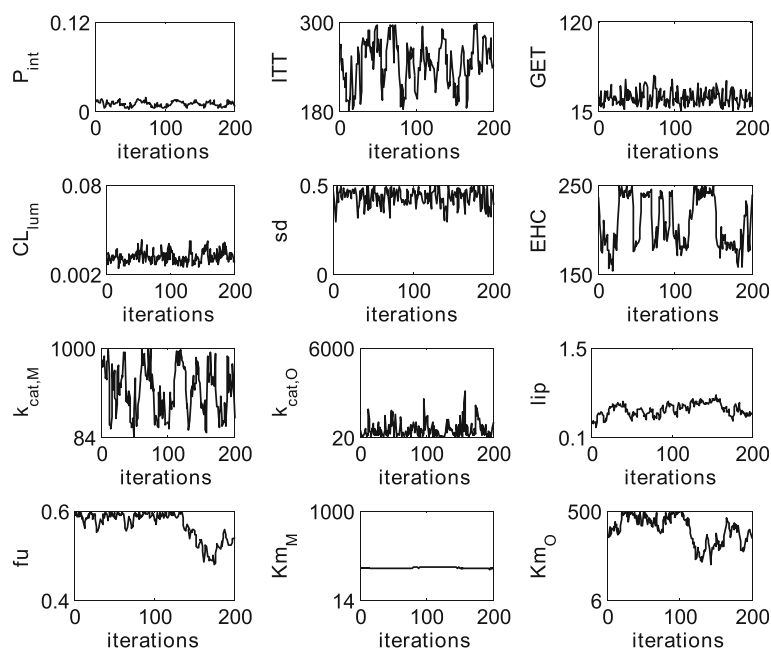 0.12
P_int
0
0 100 200
iterations
300
ITT
180
0 100 200
iterations
120
GET
15
0 100 200
iterations
0.08
CL_lum
0.002
0 100 200
iterations
0.5
sd
0
0 100 200
iterations
250
EHC
150
0 100 200
iterations
1000
k_cat,M
84
0 100 200
iterations
6000
k_cat,O
20
0 100 200
iterations
1.5
lip
0.1
0 100 200
iterations
0.6
fu
0.4
0 100 200
iterations
1000
Km_M
14
0 100 200
iterations
500
Km_O
6
0 100 200
iterations